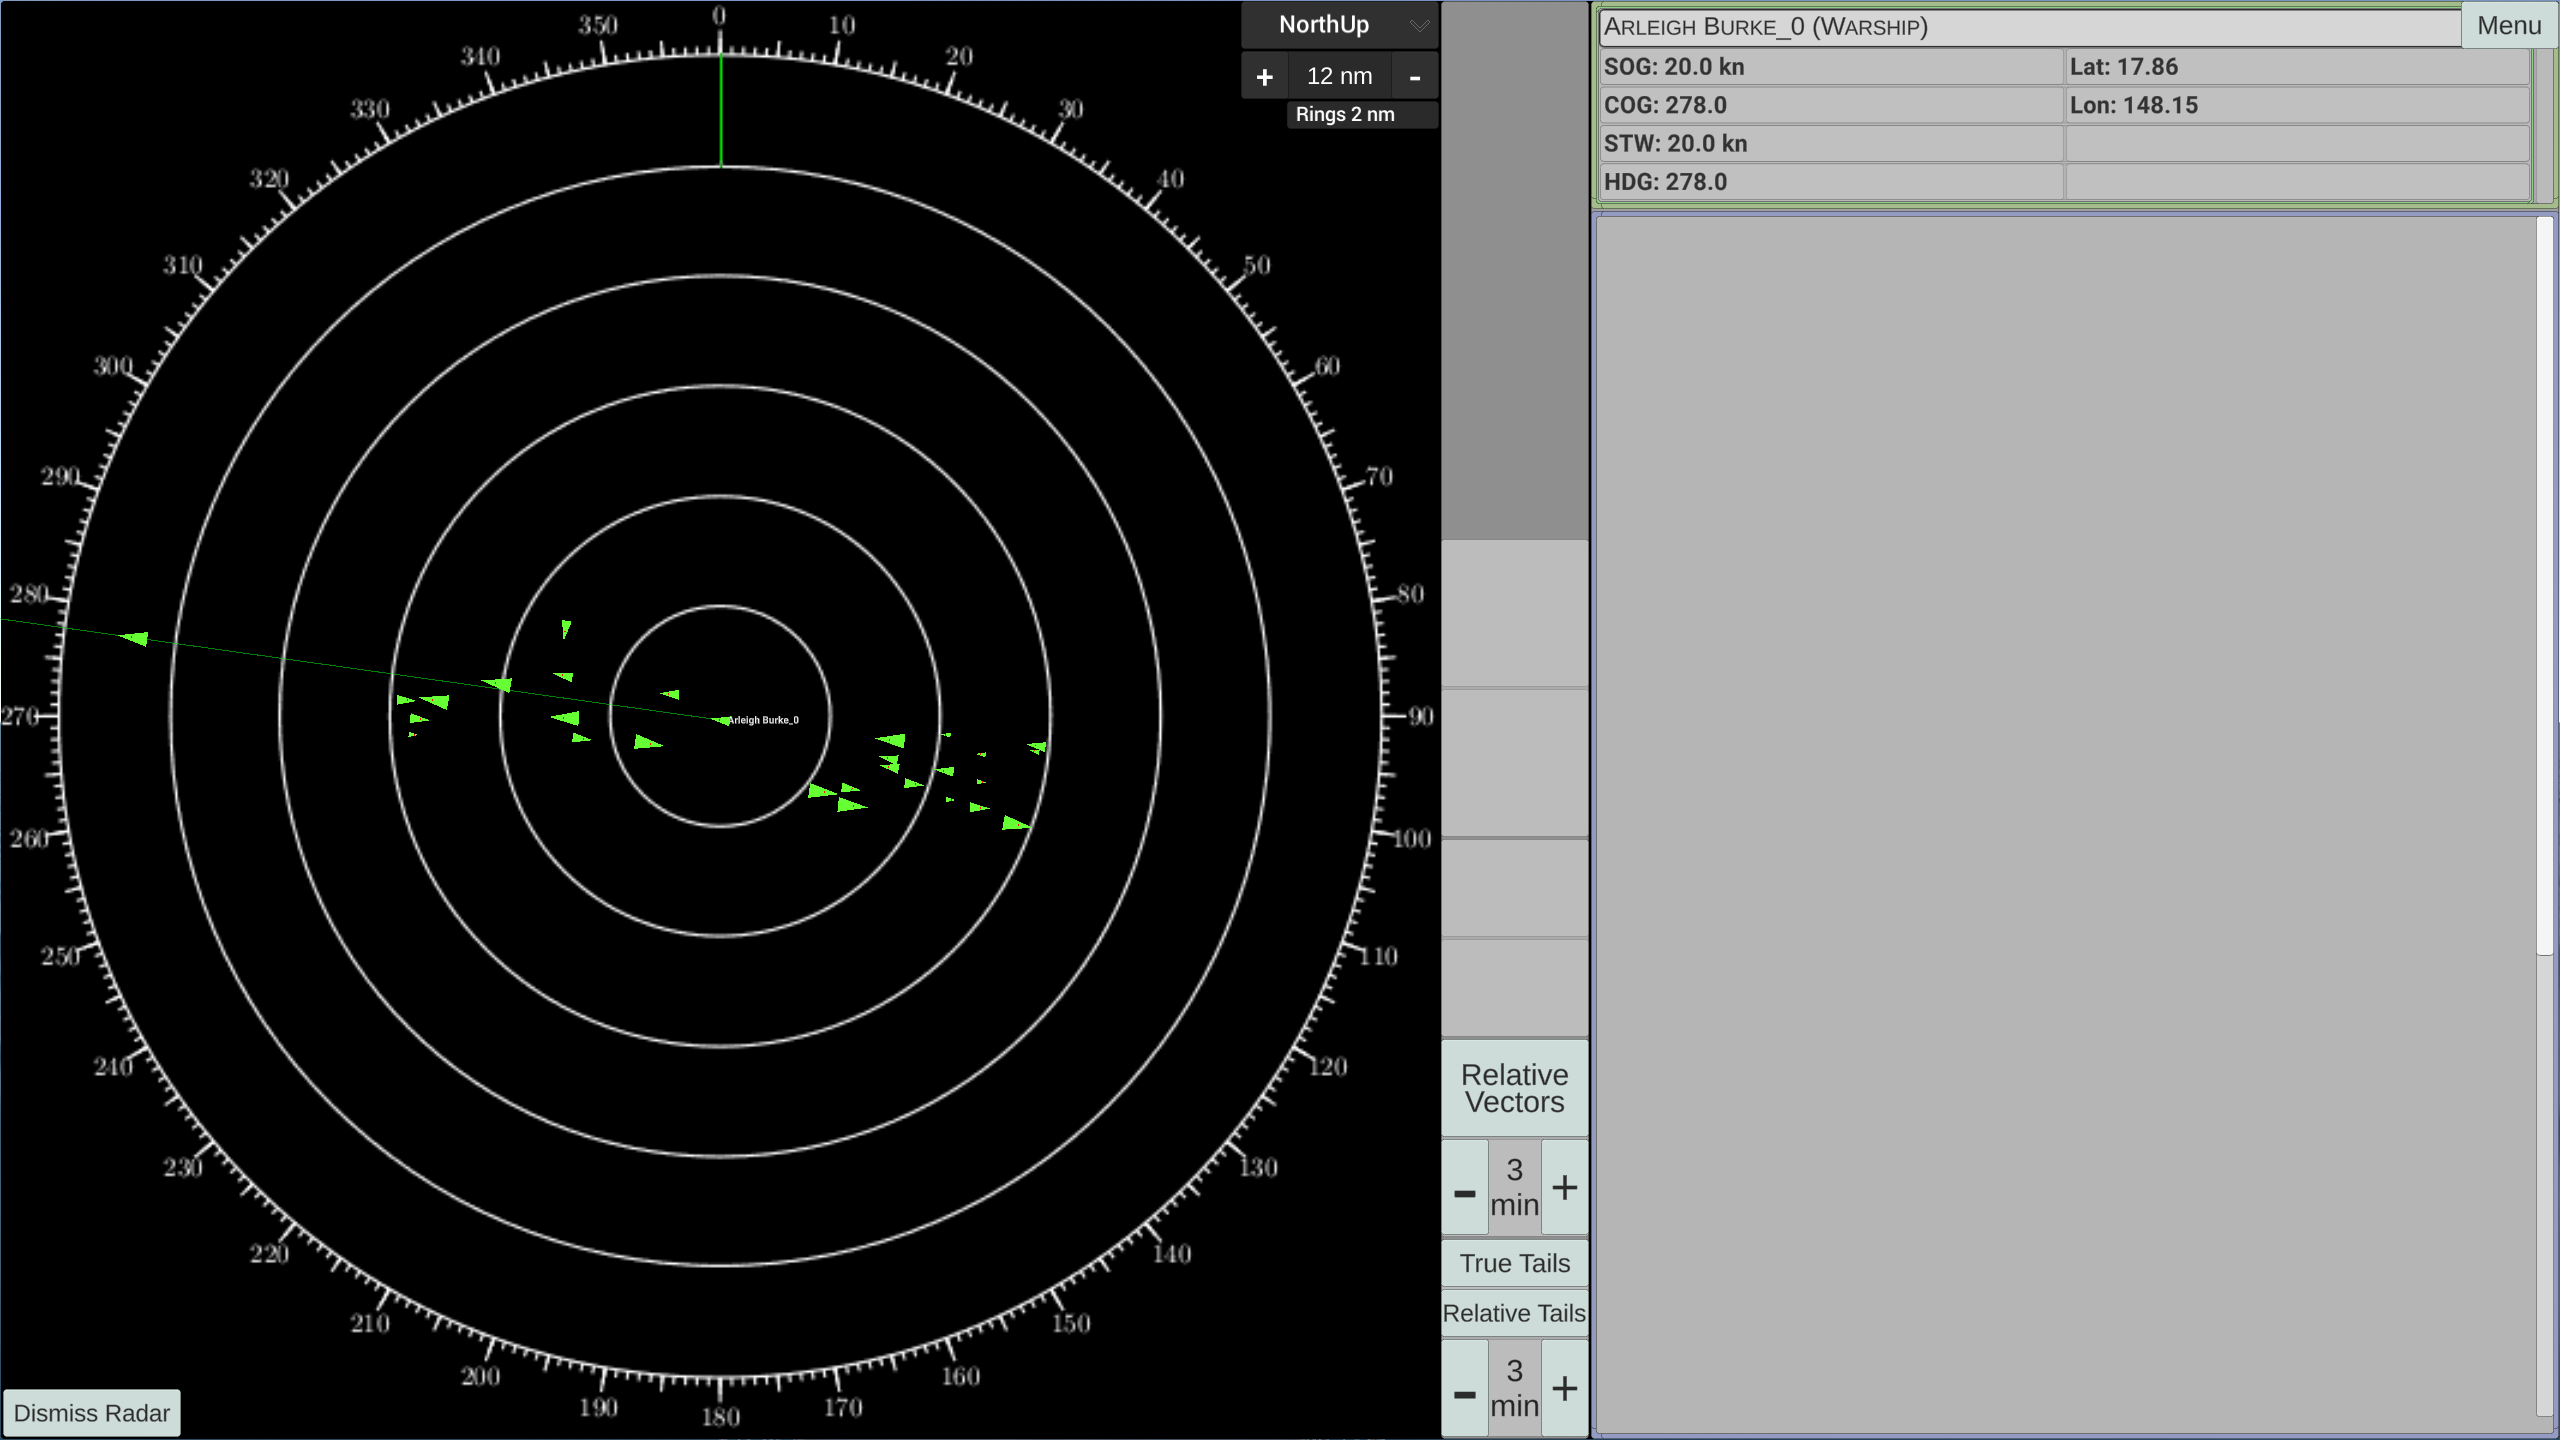 NorthUp
+ 12 nm -
Rings 2 nm
0
10
20
30
40
50
60
70
80
90
100
110
120
130
140
150
160
170
180
190
200
210
220
230
240
250
260
270
280
290
300
310
320
330
340
350
Arleigh Burke_0
Dismiss Radar
Relative
Vectors
- 3 min +
True Tails
Relative Tails
- 3 min +
ARLEIGH BURKE_0 (WARSHIP)
Menu
SOG: 20.0 kn
Lat: 17.86
COG: 278.0
Lon: 148.15
STW: 20.0 kn
HDG: 278.0